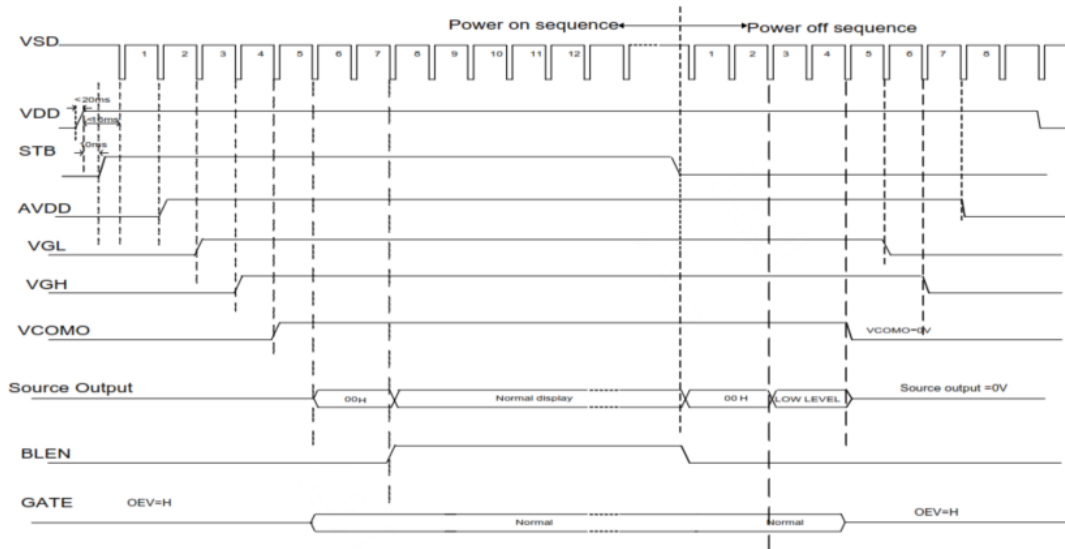 Power on sequence
Power off sequence
VSD
1 2 3 4 5 6 7 8 9 10 11 12 1 2 3 4 5 6 7 8
<20ms
VDD
STB
AVDD
VGL
VGH
VCOMO
VCOMO=0V
Source Output
00H Normal display 00 H LOW LEVEL
Source output =0V
BLEN
GATE
OEV=H
Normal Normal
OEV=H